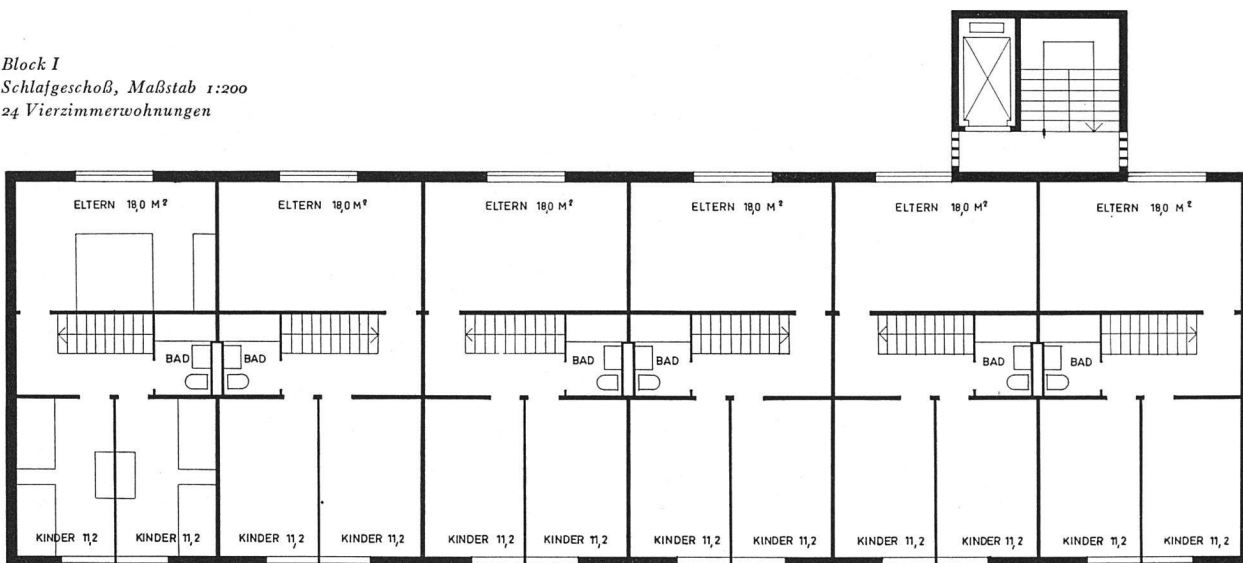 Block I
Schlafgeschoß, Maßstab 1:200
24 Vierzimmerwohnungen
ELTERN 18,0 M² ELTERN 18,0 M² ELTERN 18,0 M² ELTERN 18,0 M² ELTERN 18,0 M² ELTERN 18,0 M²
BAD BAD BAD BAD BAD BAD
KINDER 11,2 KINDER 11,2 KINDER 11,2 KINDER 11,2 KINDER 11,2 KINDER 11,2 KINDER 11,2 KINDER 11,2 KINDER 11,2 KINDER 11,2 KINDER 11,2 KINDER 11,2